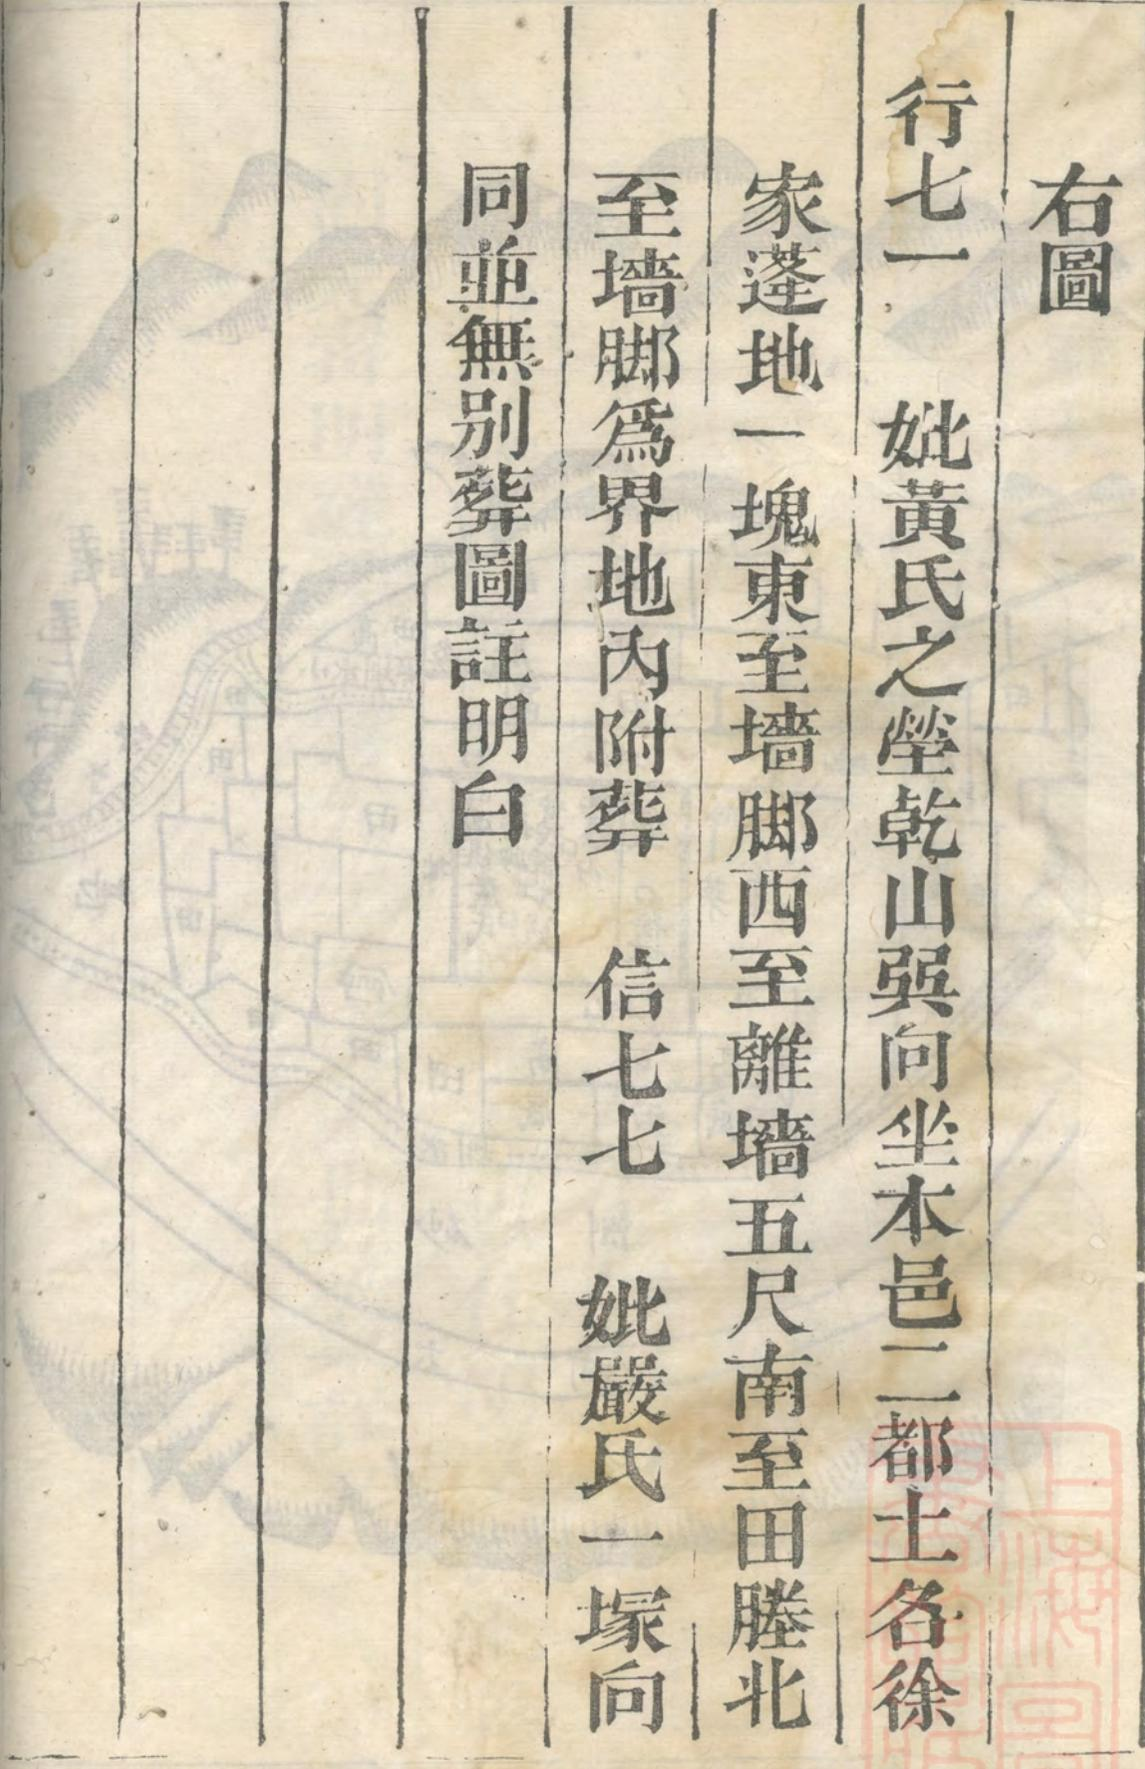 右圖
行七一　妣黃氏之塋乾山巽向坐本邑二都土名徐
家蓬地一塊東至墻脚西至離墻五尺南至田塍北
至墻脚爲界地內附葬　信七七　妣嚴氏一塚向
同並無別葬圖註明白
上海